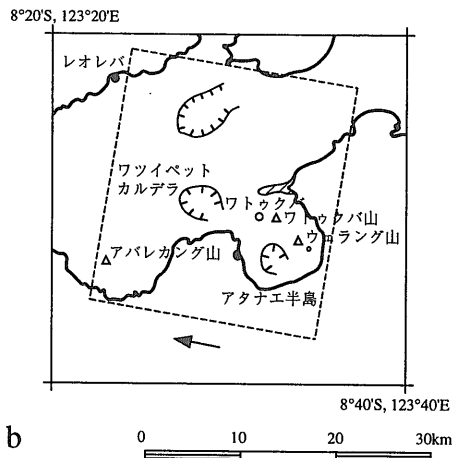 8°20'S, 123°20'E
レオレバ
ワツイペット
カルデラ
ワトゥクバ
ワトゥクバ山
ウェラング山
アバレカング山
アタナエ半島
8°40'S, 123°40'E
b
0 10 20 30km